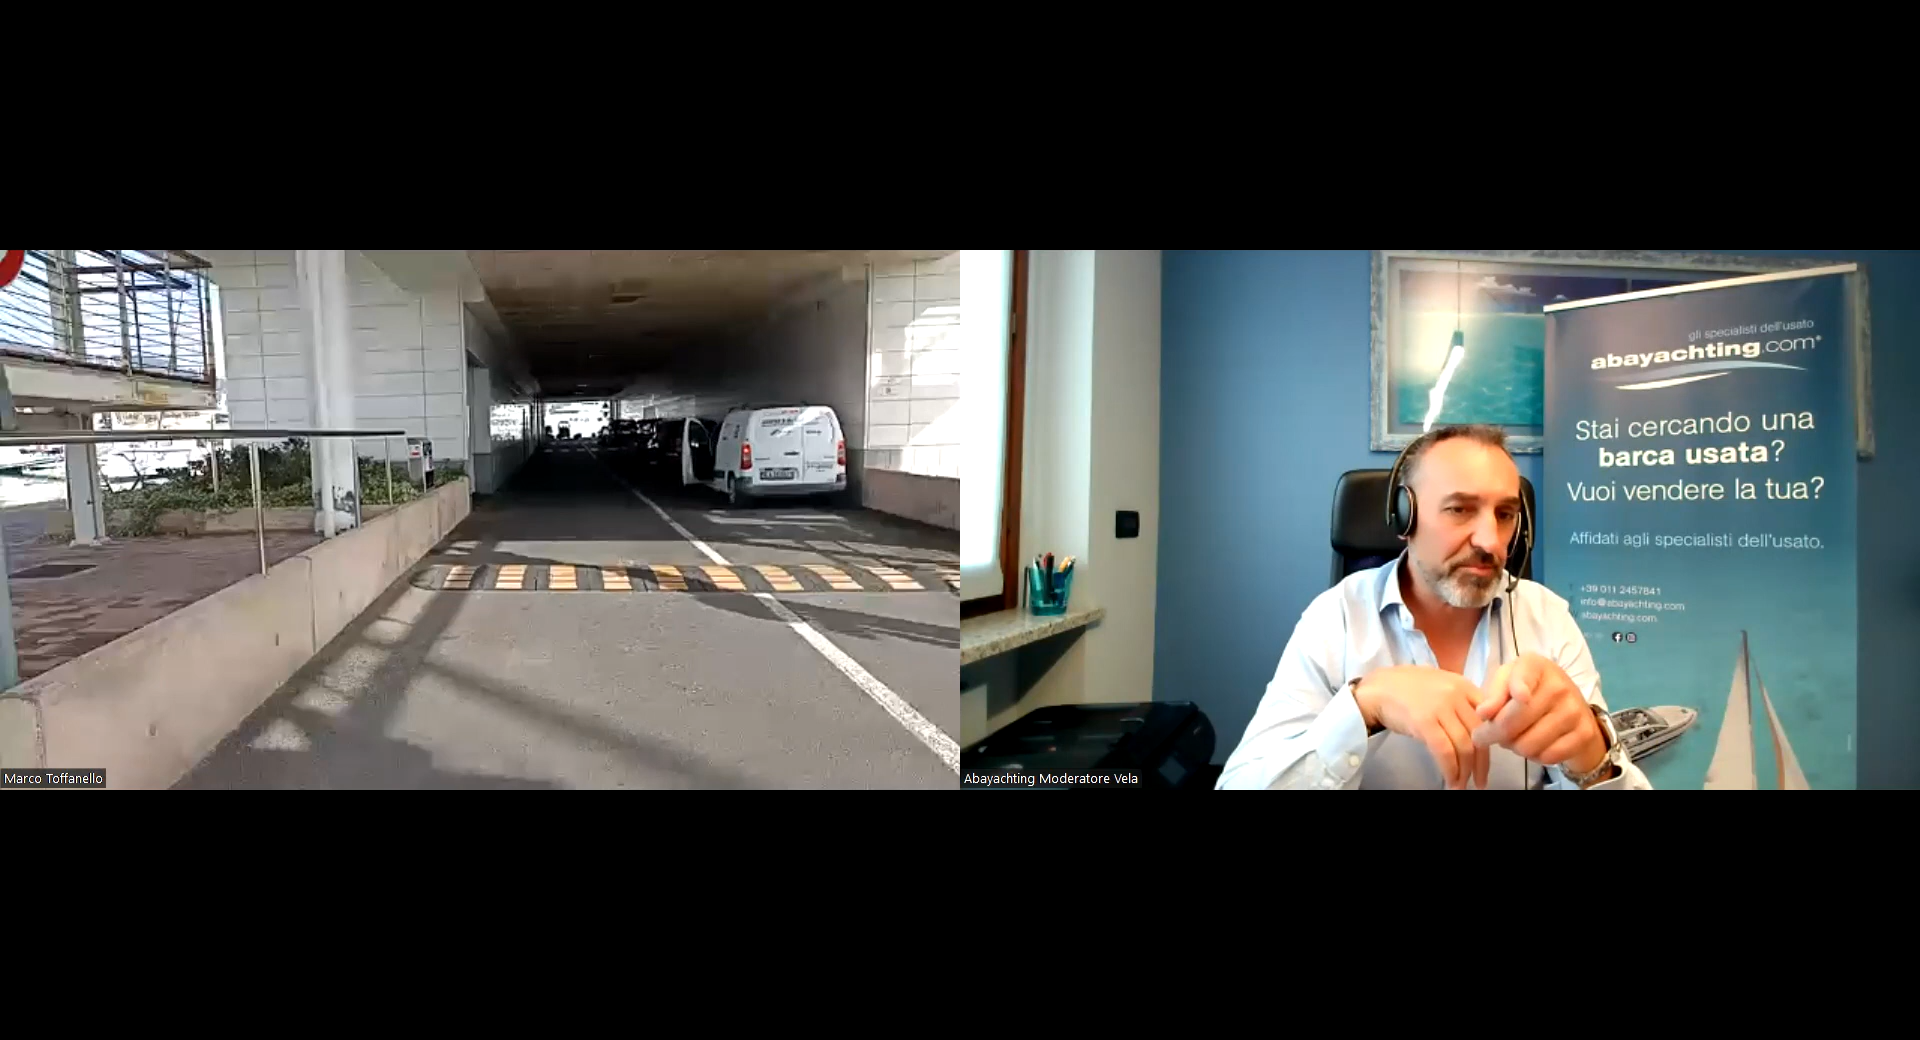 Marco Toffanello
gli specialisti dell'usato
abayachting.com®
Stai cercando una
barca usata?
Vuoi vendere la tua?
Affidati agli specialisti dell'usato.
+39 011 2457841
info@abayachting.com
abayachting.com
Abayachting Moderatore Vela